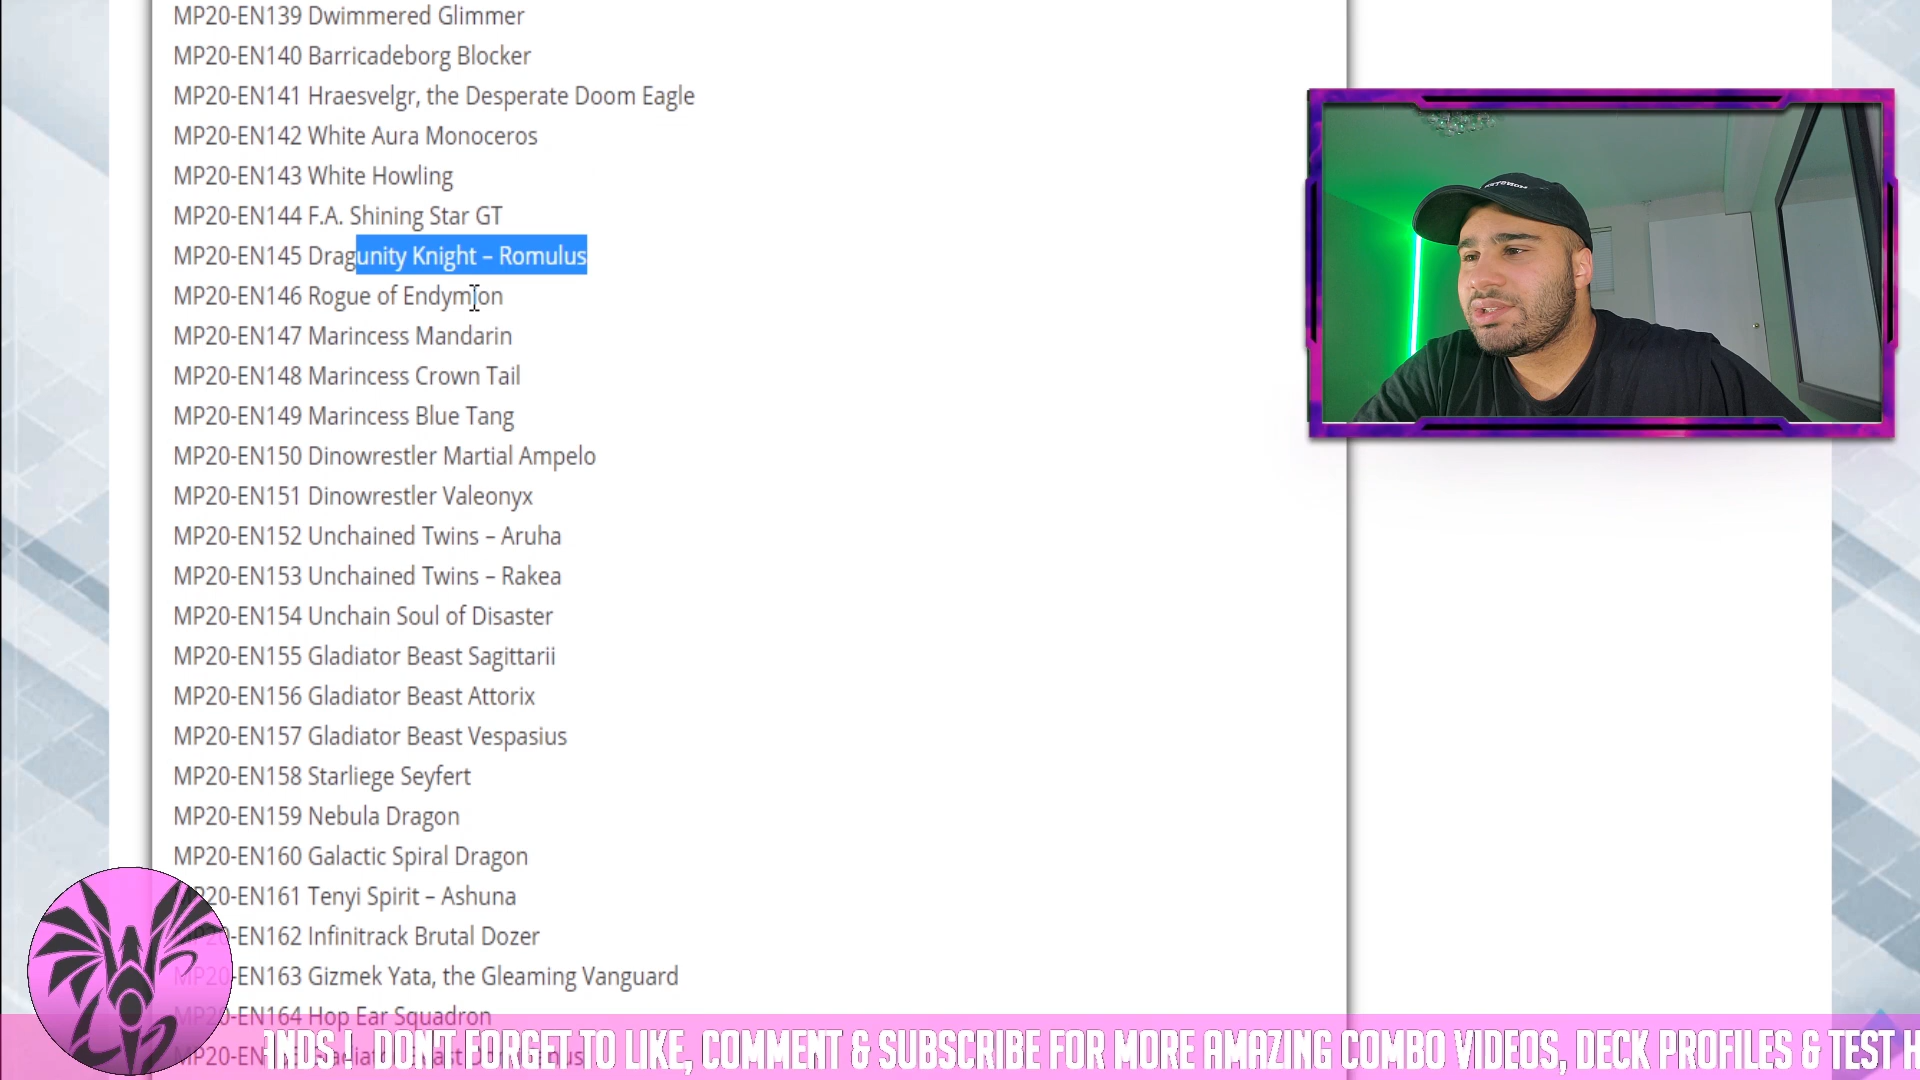 MP20-EN139 Dwimmered Glimmer
MP20-EN140 Barricadeborg Blocker
MP20-EN141 Hraesvelgr, the Desperate Doom Eagle
MP20-EN142 White Aura Monoceros
MP20-EN143 White Howling
MP20-EN144 F.A. Shining Star GT
MP20-EN145 Dragunity Knight – Romulus
MP20-EN146 Rogue of Endymion
MP20-EN147 Marincess Mandarin
MP20-EN148 Marincess Crown Tail
MP20-EN149 Marincess Blue Tang
MP20-EN150 Dinowrestler Martial Ampelo
MP20-EN151 Dinowrestler Valeonyx
MP20-EN152 Unchained Twins – Aruha
MP20-EN153 Unchained Twins – Rakea
MP20-EN154 Unchain Soul of Disaster
MP20-EN155 Gladiator Beast Sagittarii
MP20-EN156 Gladiator Beast Attorix
MP20-EN157 Gladiator Beast Vespasius
MP20-EN158 Starliege Seyfert
MP20-EN159 Nebula Dragon
MP20-EN160 Galactic Spiral Dragon
MP20-EN161 Tenyi Spirit – Ashuna
MP20-EN162 Infinitrack Brutal Dozer
MP20-EN163 Gizmek Yata, the Gleaming Vanguard
MP20-EN164 Hop Ear Squadron
ANDS ! DON'T FORGET TO LIKE, COMMENT & SUBSCRIBE FOR MORE AMAZING COMBO VIDEOS, DECK PROFILES & TEST H